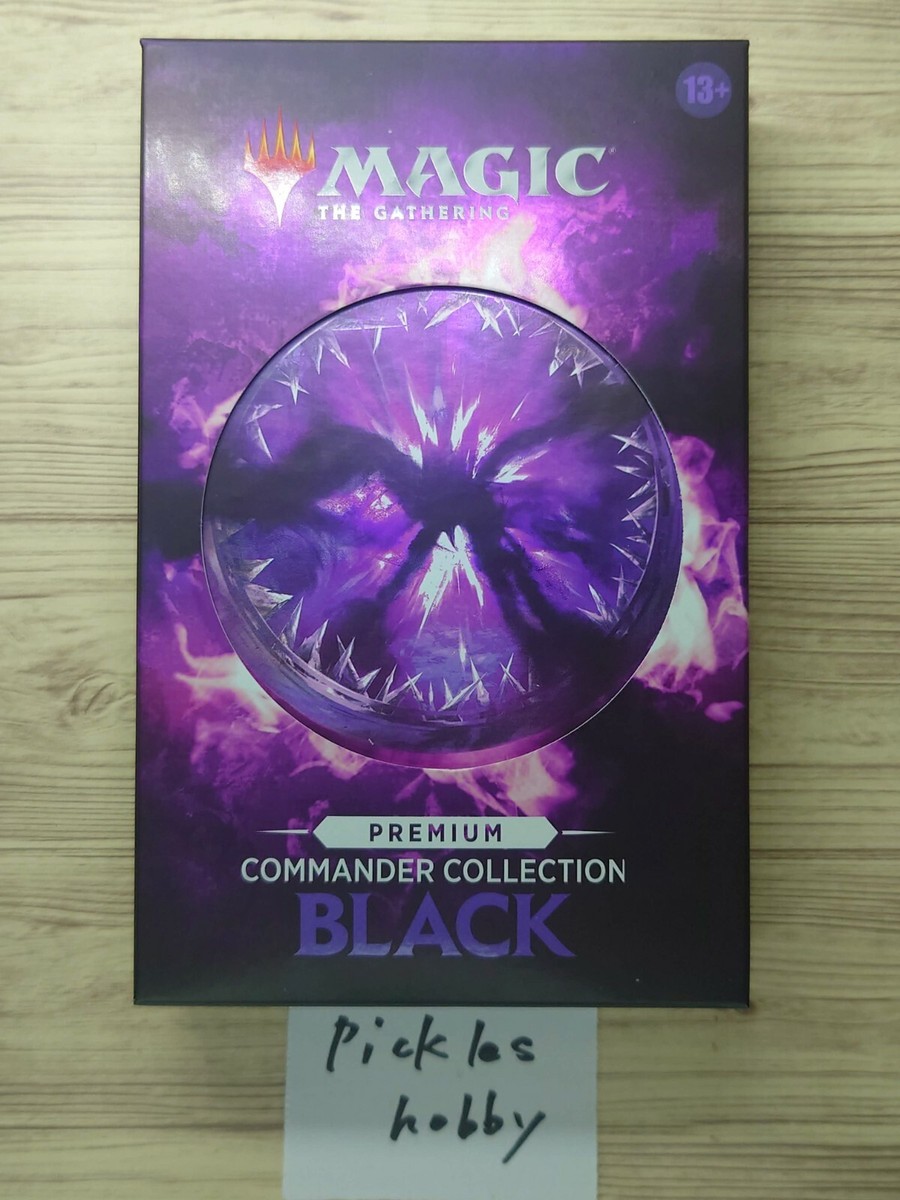 13+
MAGIC
THE GATHERING
PREMIUM
COMMANDER COLLECTION
BLACK
Pickles
hobby